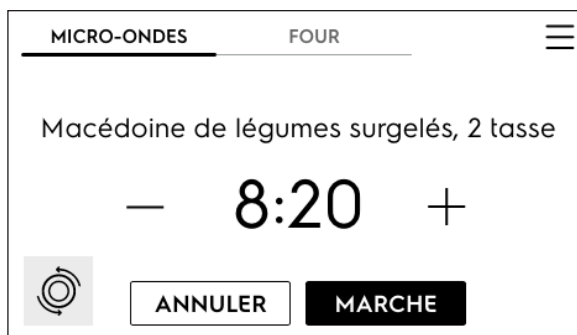 MICRO-ONDES FOUR
Macédoine de légumes surgelés, 2 tasse
— 8:20 +
ANNULER MARCHE